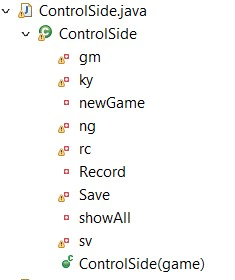 ControlSide.java
ControlSide
gm
ky
newGame
ng
rc
Record
Save
showAll
sv
ControlSide(game)